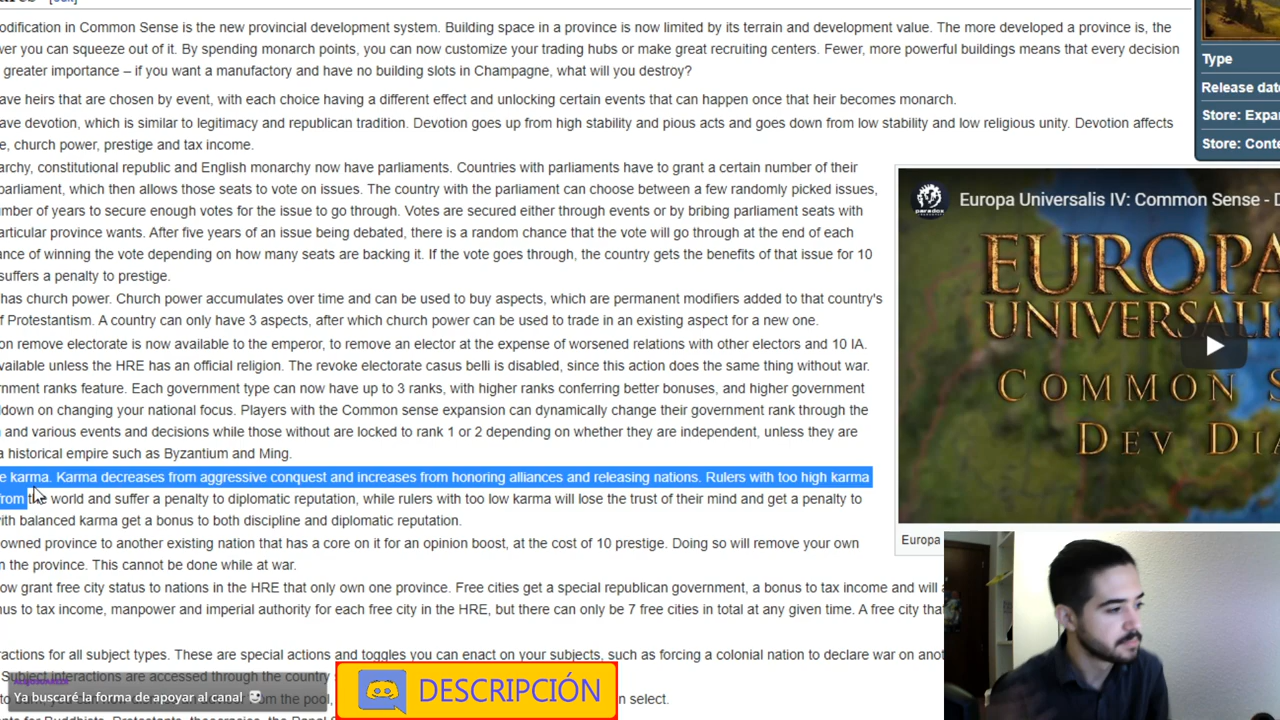 odification in Common Sense is the new provincial development system. Building space in a province is now limited by its terrain and development value. The more developed a province is, the
wer you can squeeze out of it. By spending monarch points, you can now customize your trading hubs or make great recruiting centers. Fewer, more powerful buildings means that every decision
greater importance – if you want a manufactory and have no building slots in Champagne, what will you destroy?
ave heirs that are chosen by event, with each choice having a different effect and unlocking certain events that can happen once that heir becomes monarch.
ave devotion, which is similar to legitimacy and republican tradition. Devotion goes up from high stability and pious acts and goes down from low stability and low religious unity. Devotion affects
e, church power, prestige and tax income.
archy, constitutional republic and English monarchy now have parliaments. Countries with parliaments have to grant a certain number of their
parliament, which then allows those seats to vote on issues. The country with the parliament can choose between a few randomly picked issues,
umber of years to secure enough votes for the issue to go through. Votes are secured either through events or by bribing parliament seats with
articular province wants. After five years of an issue being debated, there is a random chance that the vote will go through at the end of each
ance of winning the vote depending on how many seats are backing it. If the vote goes through, the country gets the benefits of that issue for 10
suffers a penalty to prestige.
has church power. Church power accumulates over time and can be used to buy aspects, which are permanent modifiers added to that country's
f Protestantism. A country can only have 3 aspects, after which church power can be used to trade in an existing aspect for a new one.
on remove electorate is now available to the emperor, to remove an elector at the expense of worsened relations with other electors and 10 IA.
vailable unless the HRE has an official religion. The revoke electorate casus belli is disabled, since this action does the same thing without war.
rnment ranks feature. Each government type can now have up to 3 ranks, with higher ranks conferring better bonuses, and higher government
ldown on changing your national focus. Players with the Common sense expansion can dynamically change their government rank through the
and various events and decisions while those without are locked to rank 1 or 2 depending on whether they are independent, unless they are
a historical empire such as Byzantium and Ming.
e karma. Karma decreases from aggressive conquest and increases from honoring alliances and releasing nations. Rulers with too high karma
from the world and suffer a penalty to diplomatic reputation, while rulers with too low karma will lose the trust of their mind and get a penalty to
ith balanced karma get a bonus to both discipline and diplomatic reputation.
owned province to another existing nation that has a core on it for an opinion boost, at the cost of 10 prestige. Doing so will remove your own
n the province. This cannot be done while at war.
ow grant free city status to nations in the HRE that only own one province. Free cities get a special republican government, a bonus to tax income and will a
nus to tax income, manpower and imperial authority for each free city in the HRE, but there can only be 7 free cities in total at any given time. A free city tha
ractions for all subject types. These are special actions and toggles you can enact on your subjects, such as forcing a colonial nation to declare war on anot
Subject interactions are accessed through the country
om the pool,
n select.
Type
Release date
Store: Expan
Store: Conte
paradox
Europa Universalis IV: Common Sense - D
EUROPA
UNIVERSALIS
COMMON S
DEV DIA
Europa
Ya buscaré la forma de apoyar al canal
DESCRIPCIÓN